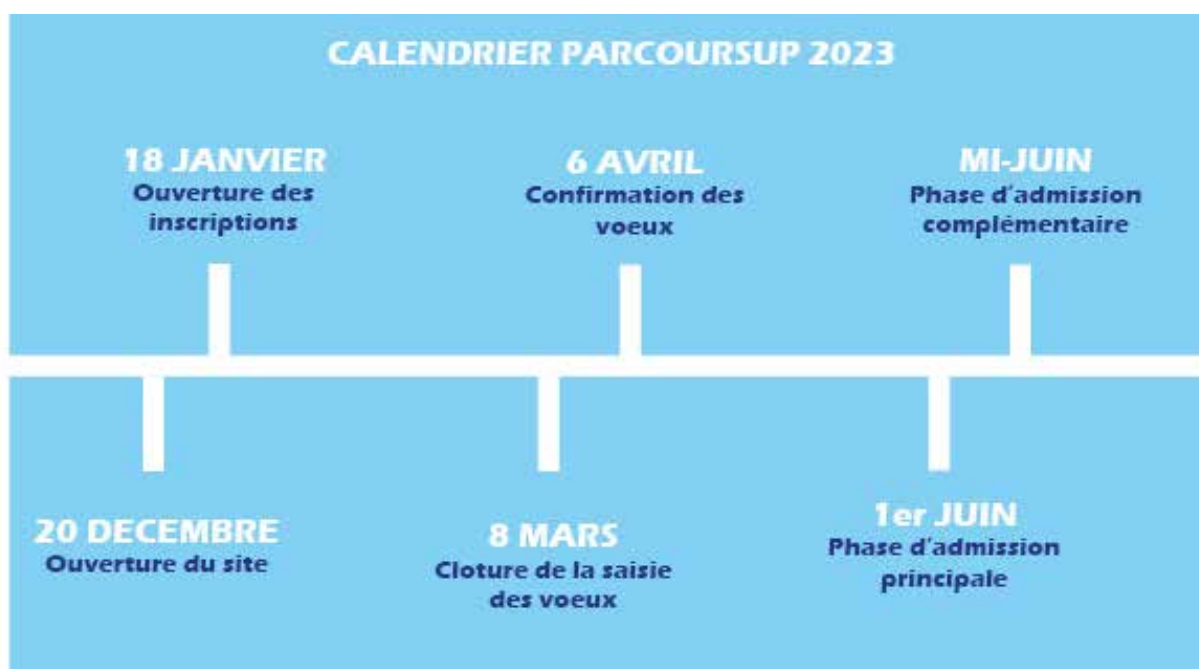 CALENDRIER PARCOURSUP 2023
18 JANVIER
Ouverture des
inscriptions
6 AVRIL
Confirmation des
voeux
MI-JUIN
Phase d'admission
complémentaire
20 DECEMBRE
Ouverture du site
8 MARS
Cloture de la saisie
des voeux
1er JUIN
Phase d'admission
principale